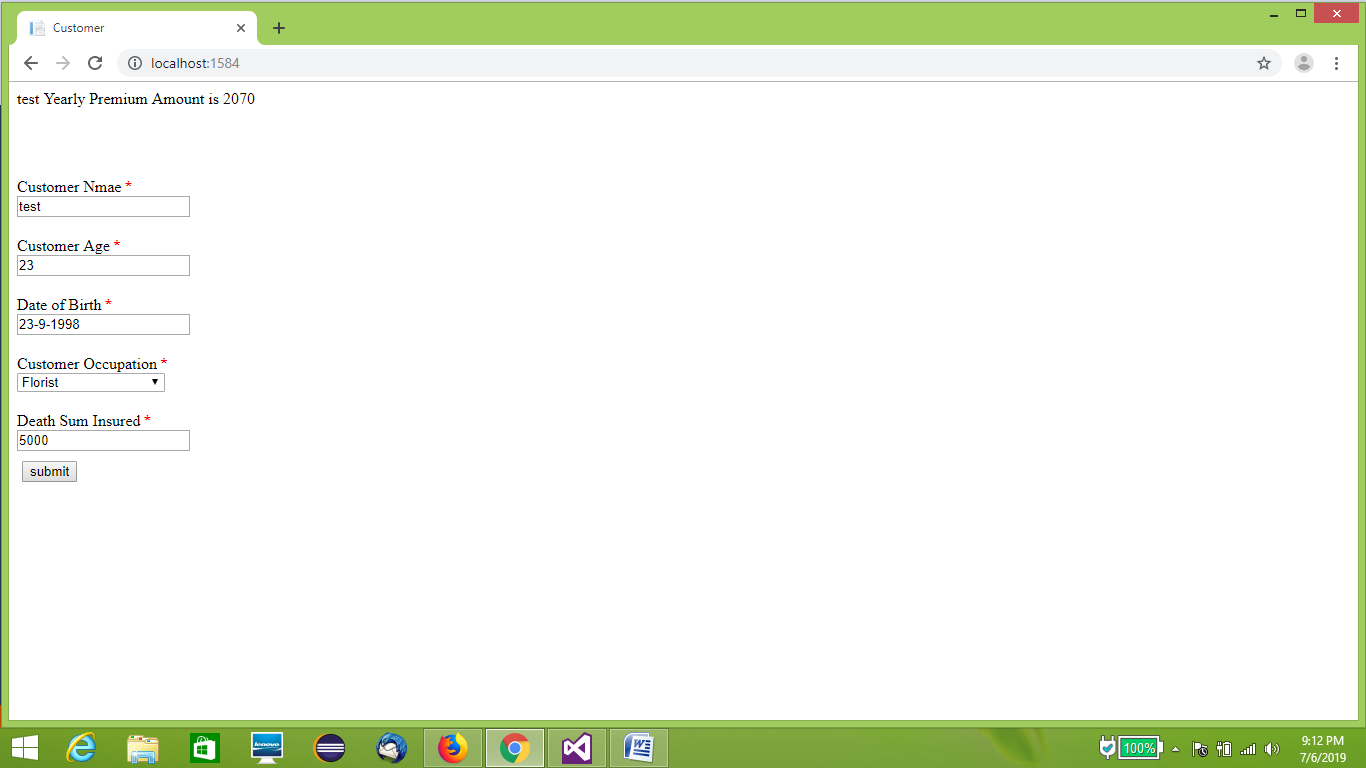 Customer
localhost:1584
test Yearly Premium Amount is 2070
Customer Nmae *
test
Customer Age *
23
Date of Birth *
23-9-1998
Customer Occupation *
Florist
Death Sum Insured *
5000
submit
lenovo
100%
9:12 PM
7/6/2019